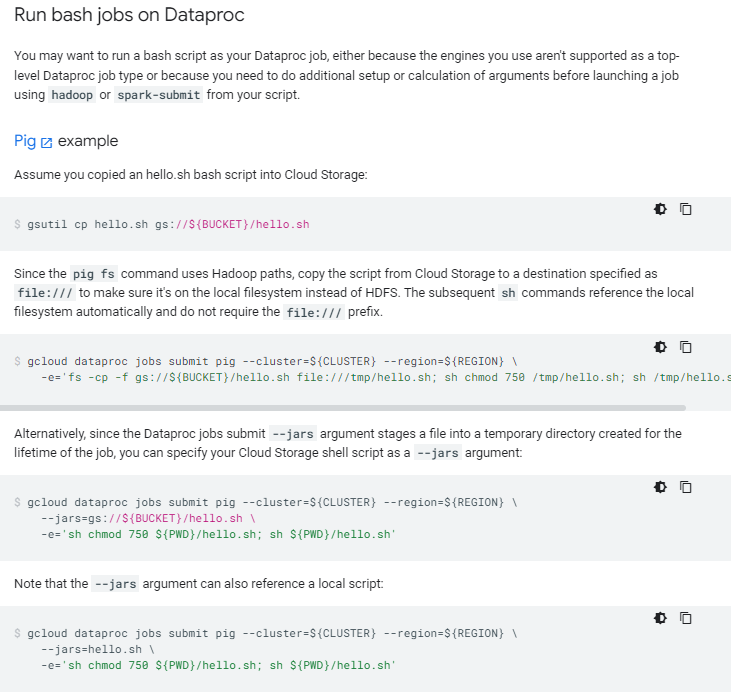 Run bash jobs on Dataproc
You may want to run a bash script as your Dataproc job, either because the engines you use aren't supported as a top-
level Dataproc job type or because you need to do additional setup or calculation of arguments before launching a job
using hadoop or spark-submit from your script.
Pig example
Assume you copied an hello.sh bash script into Cloud Storage:
$ gsutil cp hello.sh gs://${BUCKET}/hello.sh
Since the pig fs command uses Hadoop paths, copy the script from Cloud Storage to a destination specified as
file:/// to make sure it's on the local filesystem instead of HDFS. The subsequent sh commands reference the local
filesystem automatically and do not require the file:/// prefix.
$ gcloud dataproc jobs submit pig --cluster=${CLUSTER} --region=${REGION} \
-e='fs -cp -f gs://${BUCKET}/hello.sh file:///tmp/hello.sh; sh chmod 750 /tmp/hello.sh; sh /tmp/hello.s
Alternatively, since the Dataproc jobs submit --jars argument stages a file into a temporary directory created for the
lifetime of the job, you can specify your Cloud Storage shell script as a --jars argument:
$ gcloud dataproc jobs submit pig --cluster=${CLUSTER} --region=${REGION} \
--jars=gs://${BUCKET}/hello.sh \
-e='sh chmod 750 ${PWD}/hello.sh; sh ${PWD}/hello.sh'
Note that the --jars argument can also reference a local script:
$ gcloud dataproc jobs submit pig --cluster=${CLUSTER} --region=${REGION} \
--jars=hello.sh \
-e='sh chmod 750 ${PWD}/hello.sh; sh ${PWD}/hello.sh'